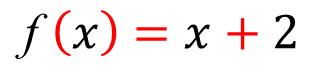 f(x) = x + 2